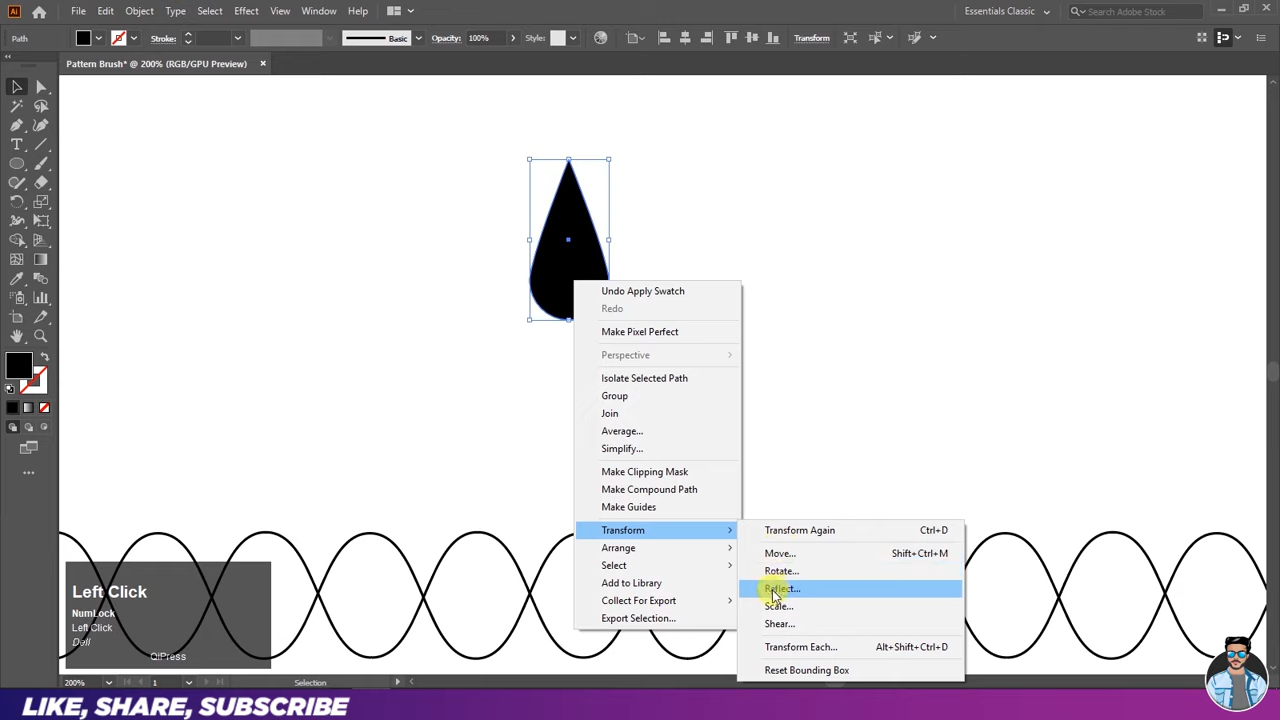 Ai
File Edit Object Type Select Effect View Window Help
Essentials Classic
Search Adobe Stock
Path
Stroke:
Basic
Opacity: 100%
Style:
Transform
Pattern Brush* @ 200% (RGB/GPU Preview)
Undo Apply Swatch
Redo
Make Pixel Perfect
Perspective
Isolate Selected Path
Group
Join
Average...
Simplify...
Make Clipping Mask
Make Compound Path
Make Guides
Transform
Arrange
Select
Add to Library
Collect For Export
Export Selection...
Transform Again Ctrl+D
Move... Shift+Ctrl+M
Rotate...
Reflect...
Scale...
Shear...
Transform Each... Alt+Shift+Ctrl+D
Reset Bounding Box
Left Click
NumLock
Left Click
Dell
QiPress
200%
1
Selection
LIKE, SHARE, SUBSCRIBE